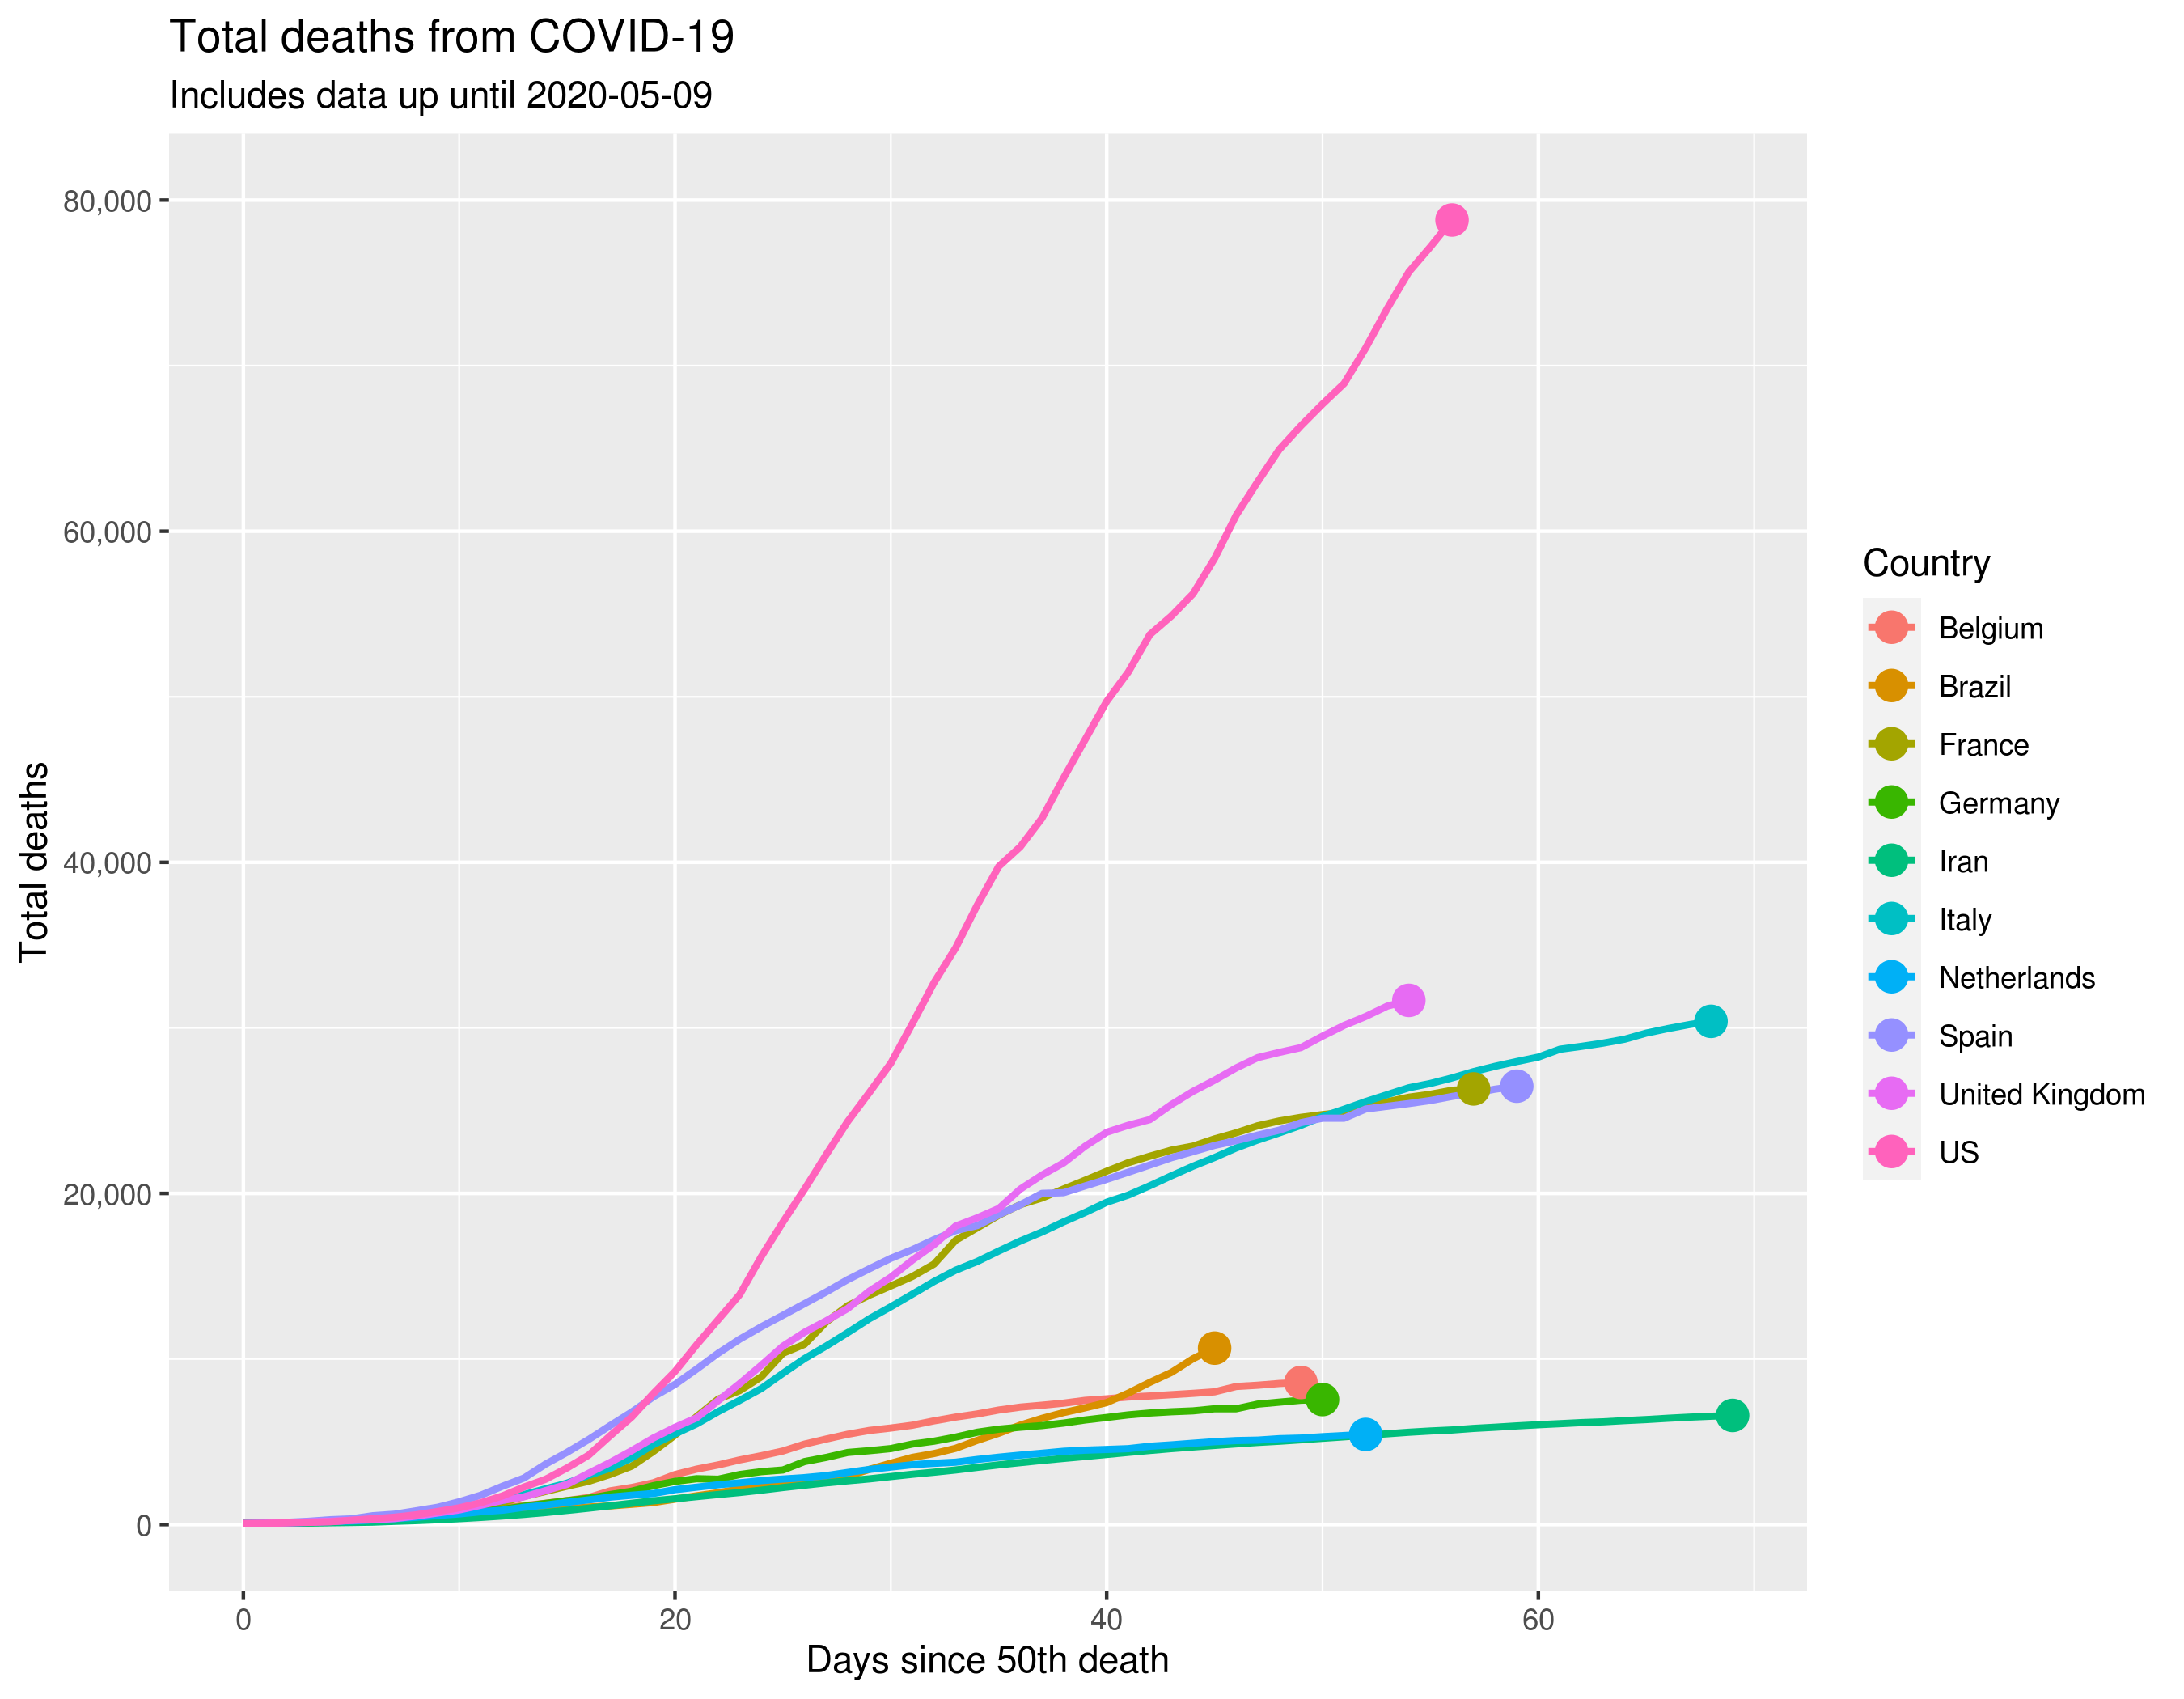 Total deaths from COVID-19
Includes data up until 2020-05-09
Total deaths
80,000
60,000
40,000
20,000
0
0
20
40
60
Days since 50th death
Country
Belgium
Brazil
France
Germany
Iran
Italy
Netherlands
Spain
United Kingdom
US